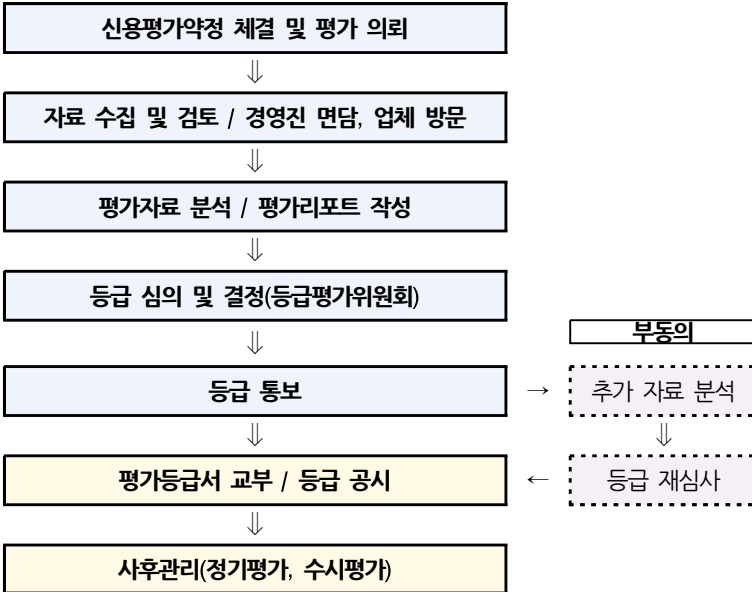 신용평가약정 체결 및 평가 의뢰
⇓
자료 수집 및 검토 / 경영진 면담, 업체 방문
⇓
평가자료 분석 / 평가리포트 작성
⇓
등급 심의 및 결정(등급평가위원회)
⇓
부동의
등급 통보 → 추가 자료 분석
⇓ ⇓
평가등급서 교부 / 등급 공시 ← 등급 재심사
⇓
사후관리(정기평가, 수시평가)